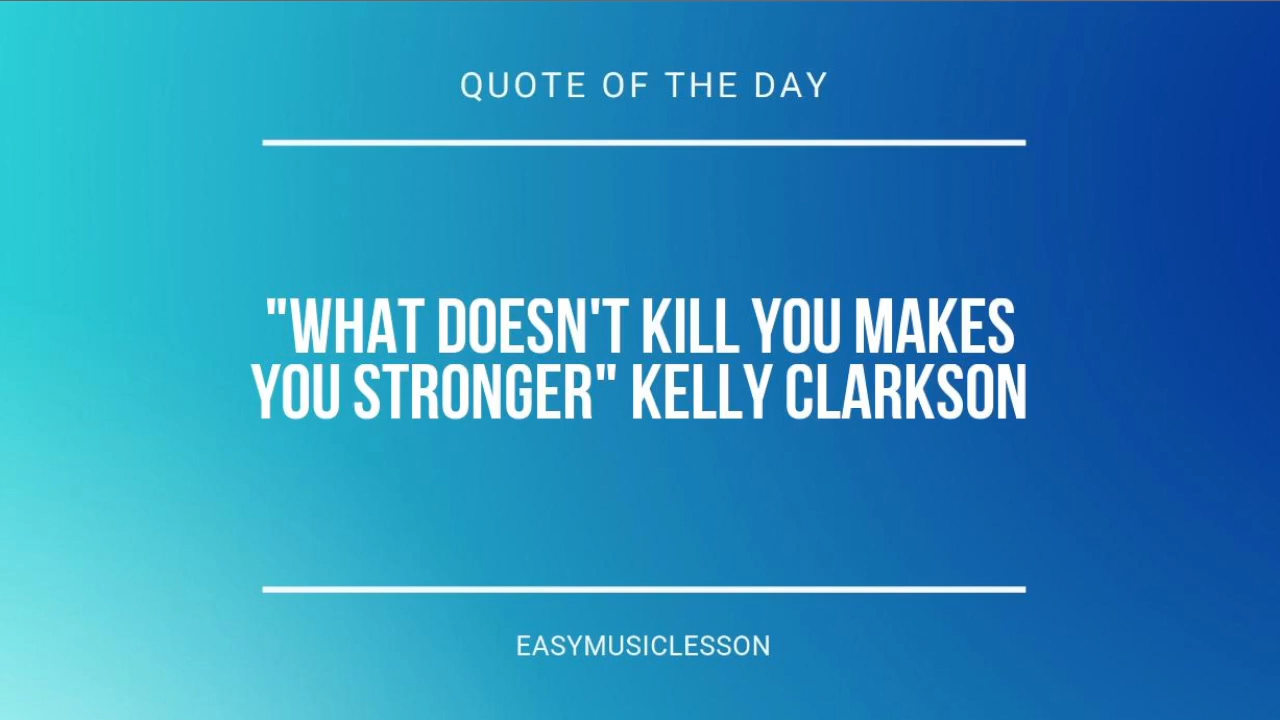 QUOTE OF THE DAY
"WHAT DOESN'T KILL YOU MAKES
YOU STRONGER" KELLY CLARKSON
EASYMUSICLESSON